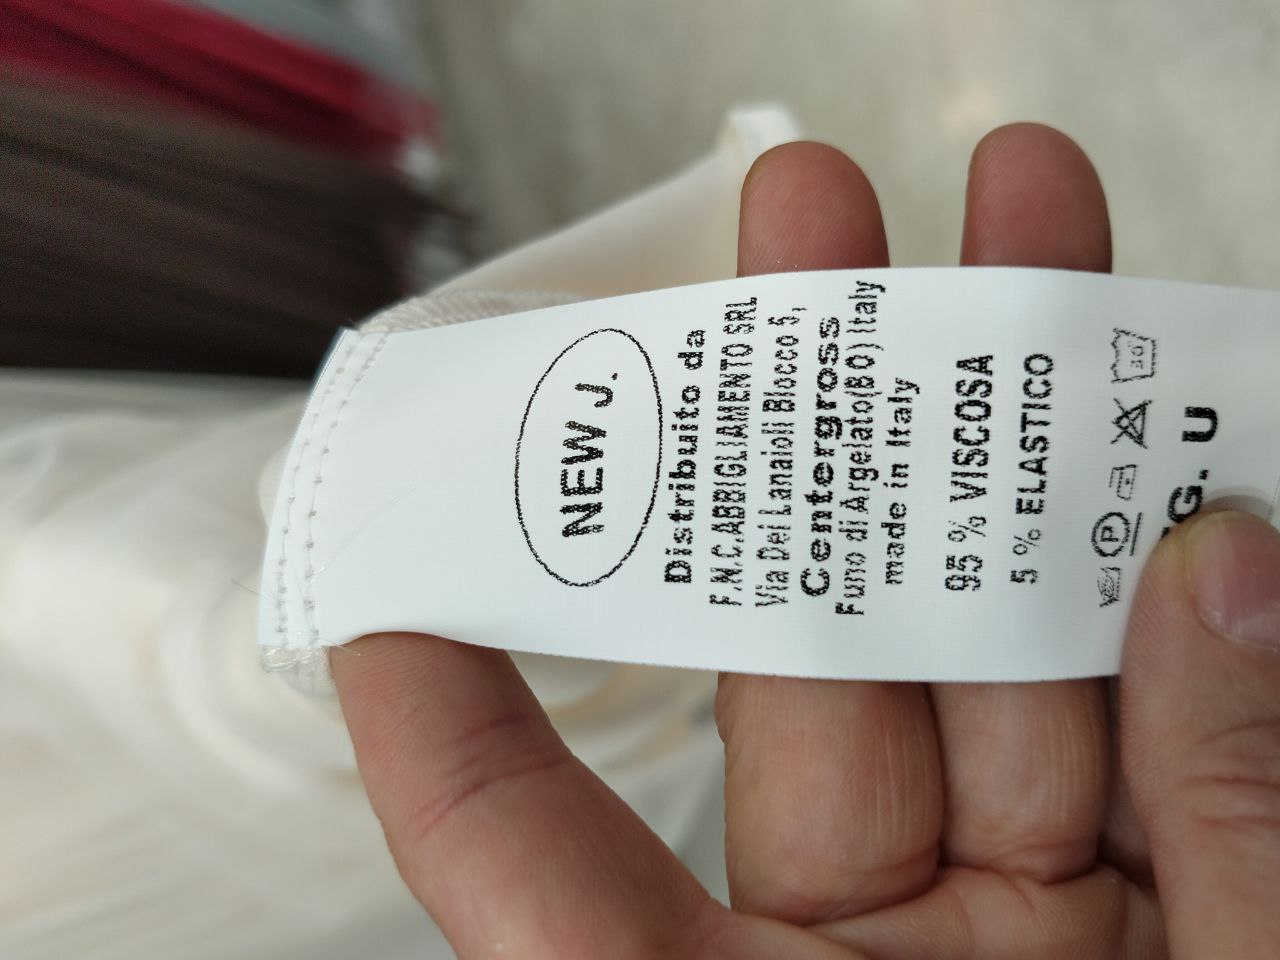 NEW J.
Distribuito da
F.N.C.ABBIGLIAMENTO SRL
Via Dei Lanaioli Blocco 5,
Centergross
Funo di Argelato(BO) Italy
made in Italy
95 % VISCOSA
5 % ELASTICO
30°
P
G. U